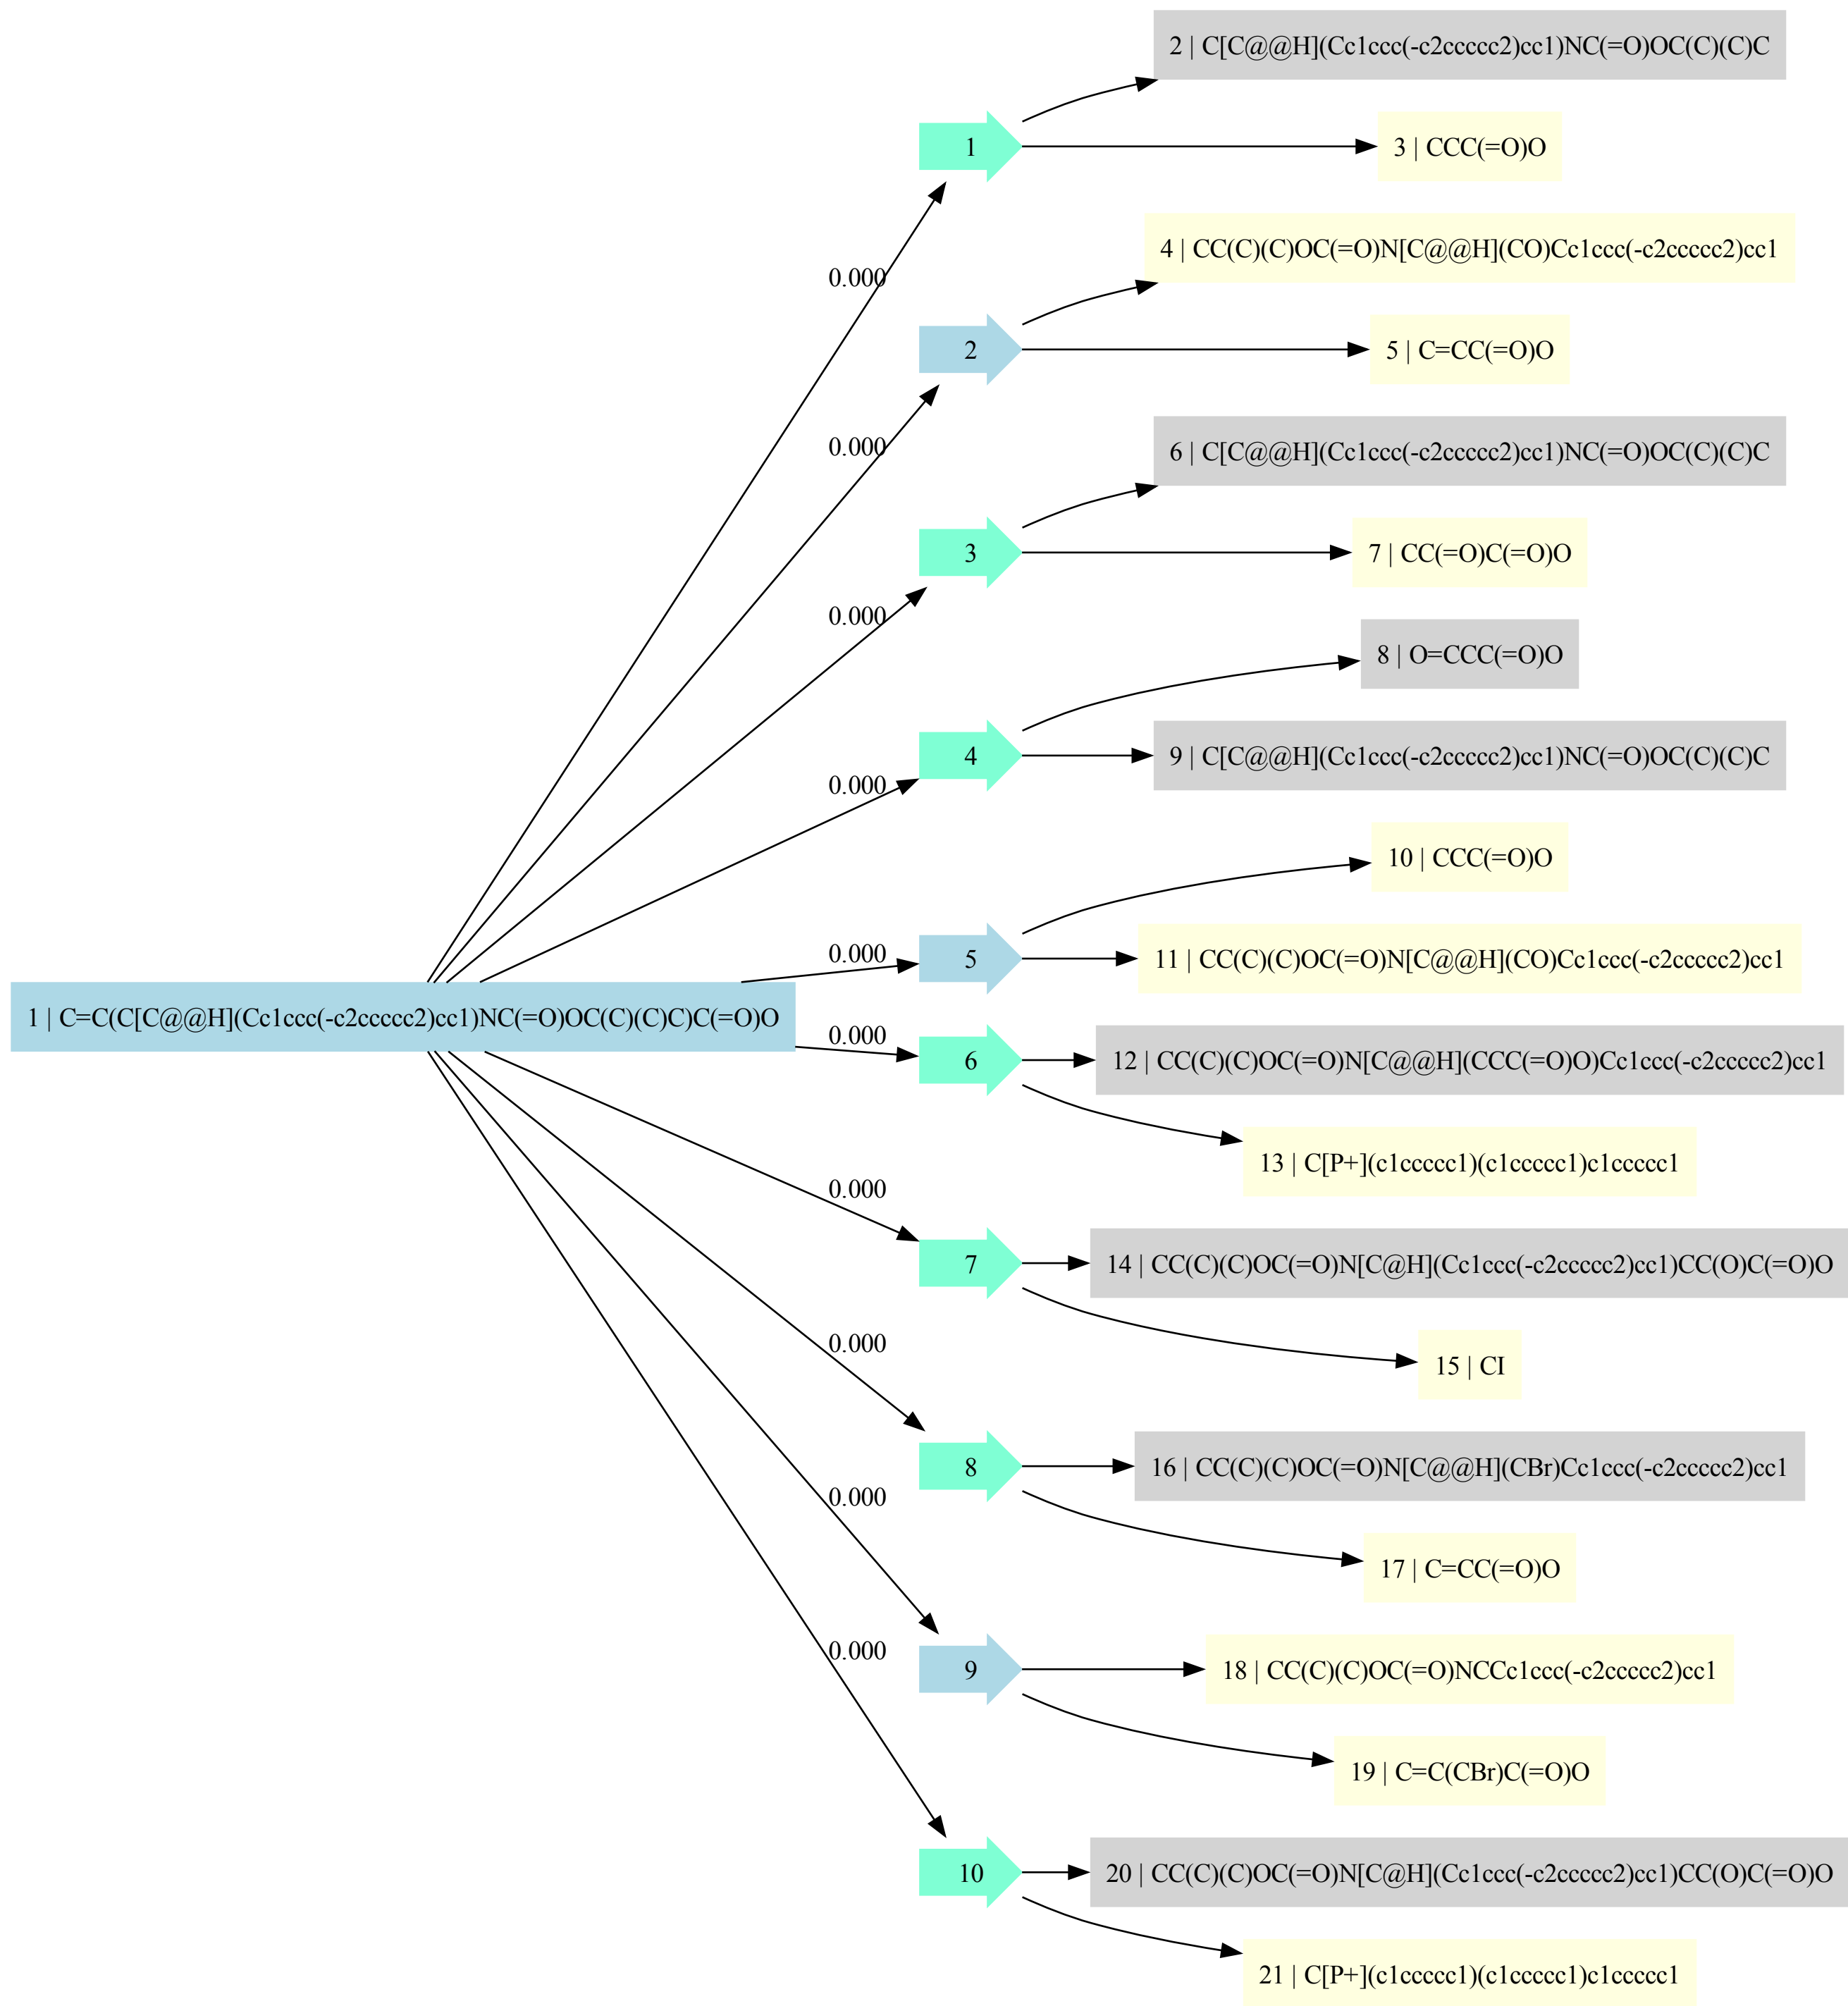 2 | C[C@@H](Cc1ccc(-c2ccccc2)cc1)NC(=O)OC(C)(C)C
1
3 | CCC(=O)O
4 | CC(C)(C)OC(=O)N[C@@H](CO)Cc1ccc(-c2ccccc2)cc1
0.000
2
5 | C=CC(=O)O
0.000
6 | C[C@@H](Cc1ccc(-c2ccccc2)cc1)NC(=O)OC(C)(C)C
3
7 | CC(=O)C(=O)O
0.000
8 | O=CCC(=O)O
0.000
4
9 | C[C@@H](Cc1ccc(-c2ccccc2)cc1)NC(=O)OC(C)(C)C
10 | CCC(=O)O
0.000
5
11 | CC(C)(C)OC(=O)N[C@@H](CO)Cc1ccc(-c2ccccc2)cc1
1 | C=C(C[C@@H](Cc1ccc(-c2ccccc2)cc1)NC(=O)OC(C)(C)C)C(=O)O
0.000
6
12 | CC(C)(C)OC(=O)N[C@@H](CCC(=O)O)Cc1ccc(-c2ccccc2)cc1
13 | C[P+](c1ccccc1)(c1ccccc1)c1ccccc1
0.000
7
14 | CC(C)(C)OC(=O)N[C@H](Cc1ccc(-c2ccccc2)cc1)CC(O)C(=O)O
0.000
15 | CI
8
16 | CC(C)(C)OC(=O)N[C@@H](CBr)Cc1ccc(-c2ccccc2)cc1
0.000
17 | C=CC(=O)O
0.000
9
18 | CC(C)(C)OC(=O)NCCc1ccc(-c2ccccc2)cc1
19 | C=C(CBr)C(=O)O
10
20 | CC(C)(C)OC(=O)N[C@H](Cc1ccc(-c2ccccc2)cc1)CC(O)C(=O)O
21 | C[P+](c1ccccc1)(c1ccccc1)c1ccccc1